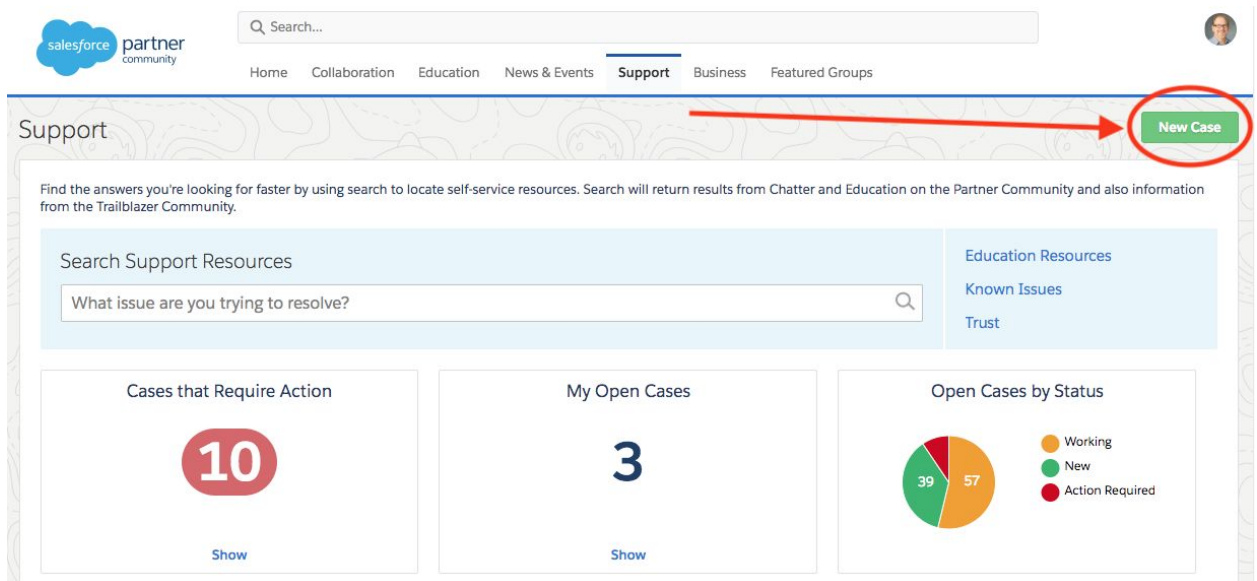 salesforce partner
community
Search...
Home Collaboration Education News & Events Support Business Featured Groups
Support
New Case
Find the answers you're looking for faster by using search to locate self-service resources. Search will return results from Chatter and Education on the Partner Community and also information
from the Trailblazer Community.
Search Support Resources
What issue are you trying to resolve?
Education Resources
Known Issues
Trust
Cases that Require Action
10
Show
My Open Cases
3
Show
Open Cases by Status
39 57
Working
New
Action Required